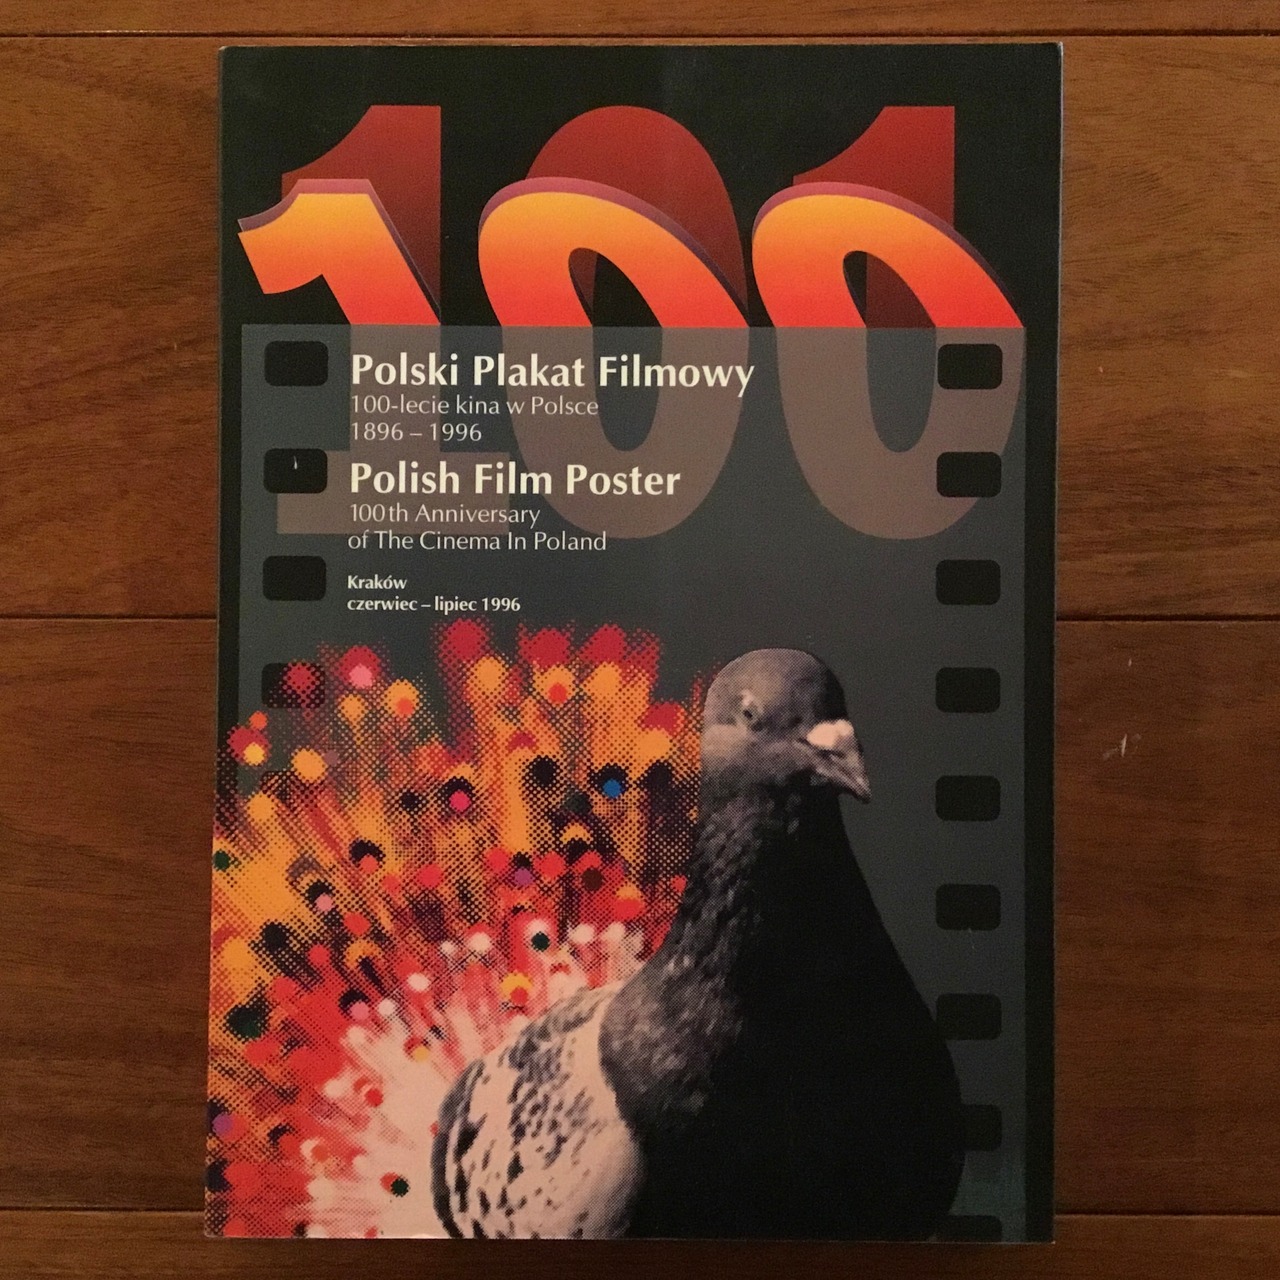 101
100
Polski Plakat Filmowy
100-lecie kina w Polsce
1896 – 1996
Polish Film Poster
100th Anniversary
of The Cinema In Poland
Kraków
czerwiec – lipiec 1996